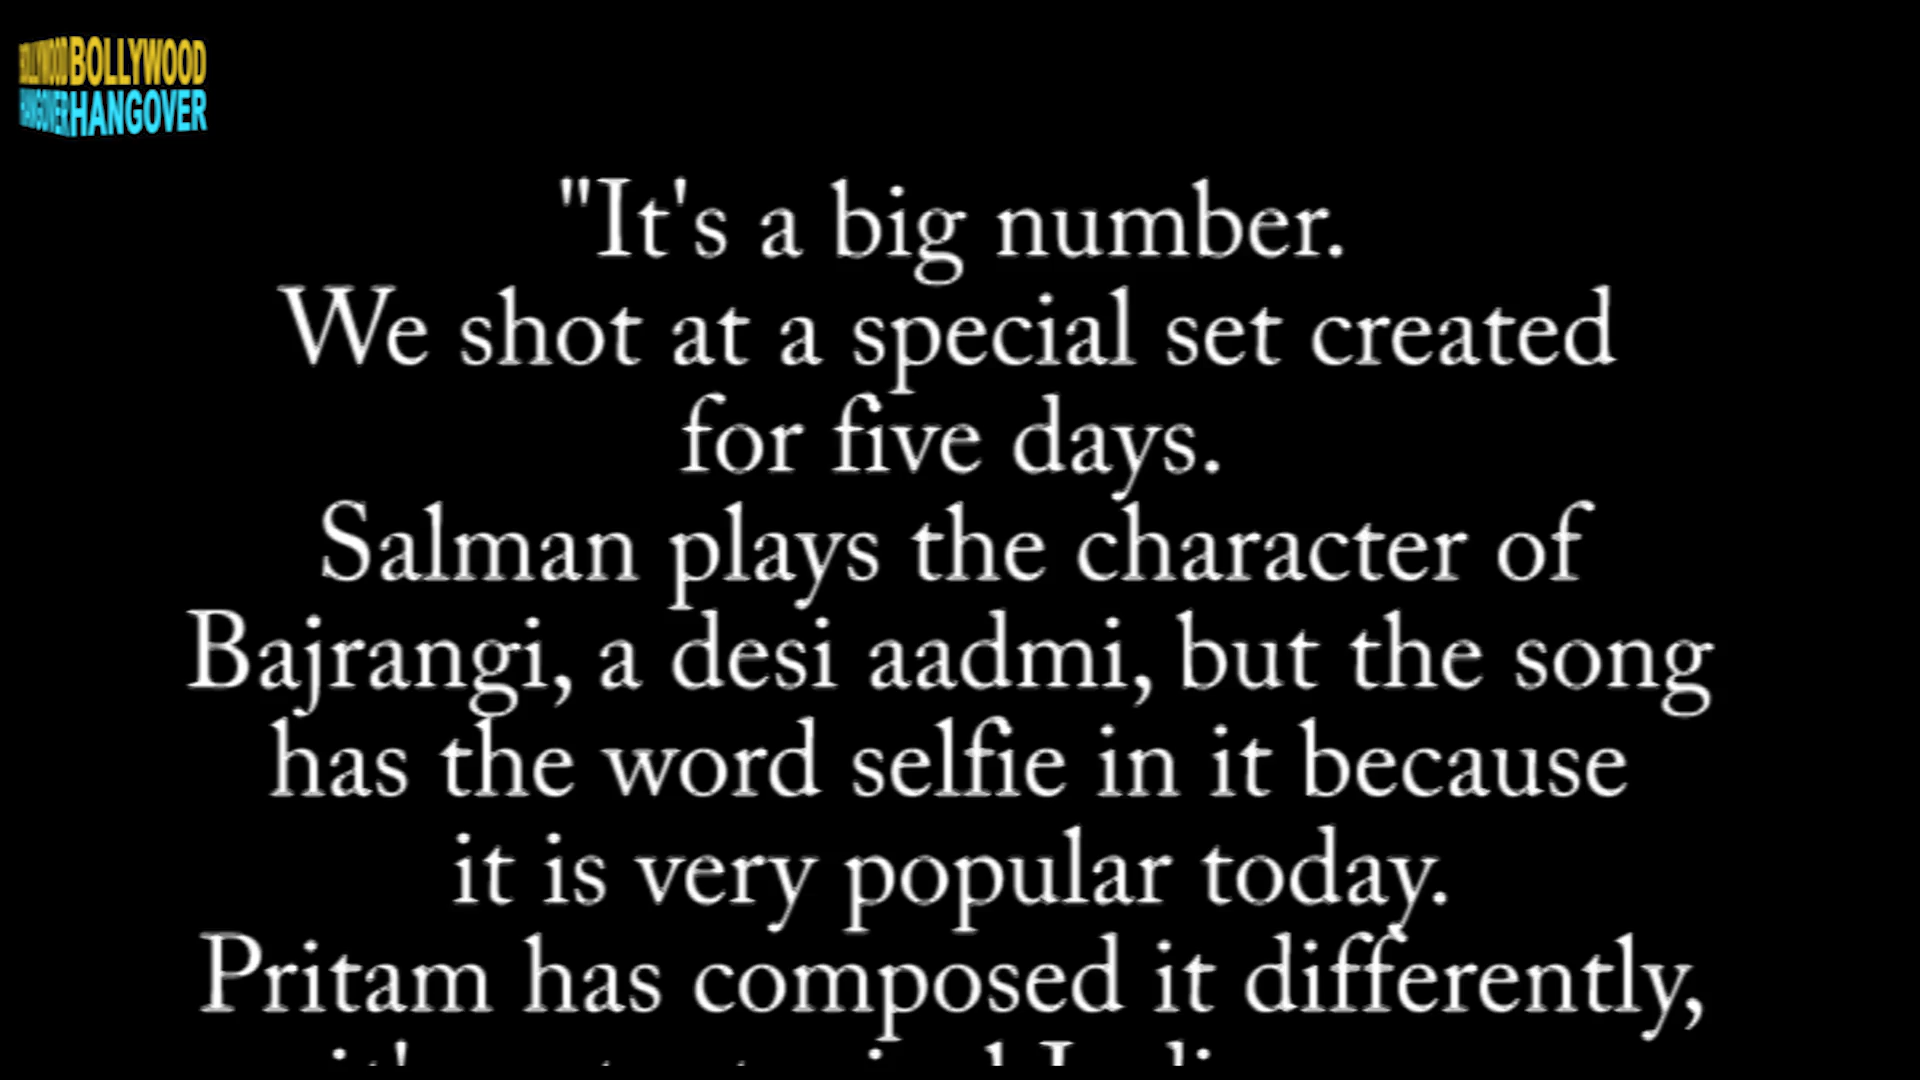 BOLLYWOOD BOLLYWOOD
HANGOVER HANGOVER
"It's a big number.
We shot at a special set created
for five days.
Salman plays the character of
Bajrangi, a desi aadmi, but the song
has the word selfie in it because
it is very popular today.
Pritam has composed it differently,